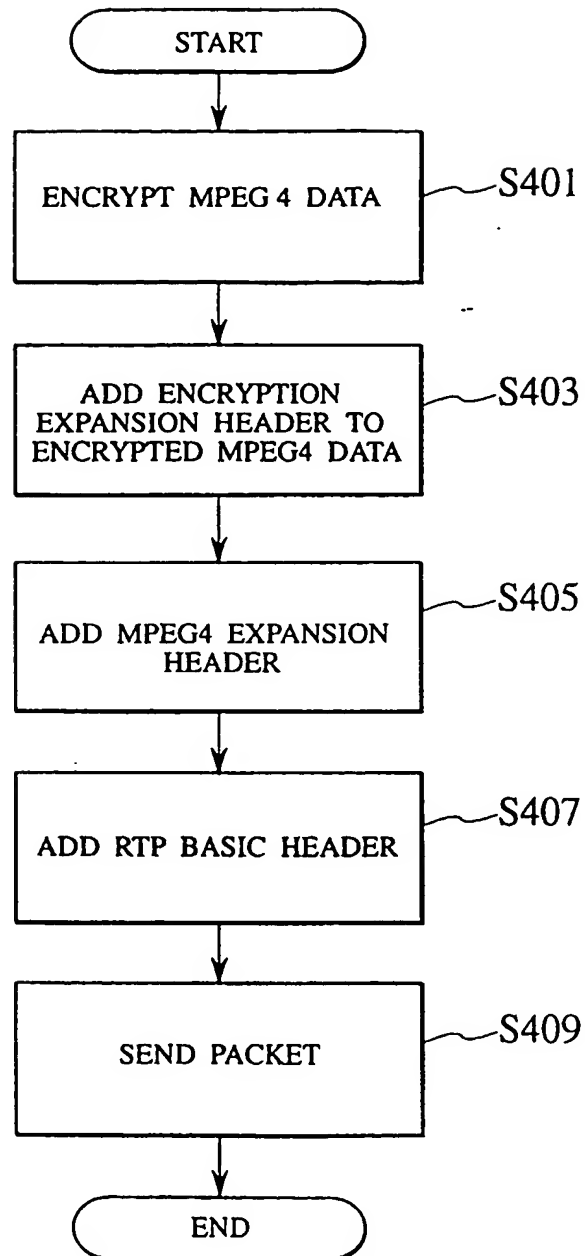 START
ENCRYPT MPEG 4 DATA
S401
ADD ENCRYPTION
EXPANSION HEADER TO
ENCRYPTED MPEG4 DATA
S403
ADD MPEG4 EXPANSION
HEADER
S405
ADD RTP BASIC HEADER
S407
SEND PACKET
S409
END